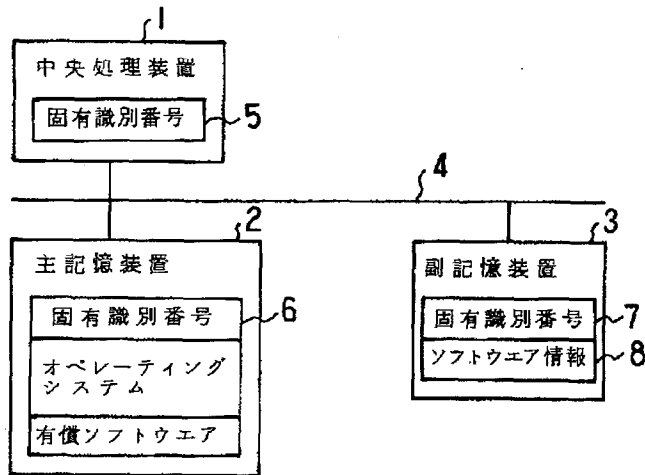 1
中央処理装置
固有識別番号 5
4
2
主記憶装置
固有識別番号 6
オペレーティング
システム
有償ソフトウエア
3
副記憶装置
固有識別番号 7
ソフトウエア情報 8